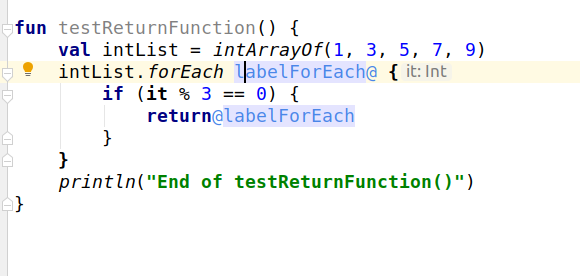 fun testReturnFunction() {
    val intList = intArrayOf(1, 3, 5, 7, 9)
    intList.forEach labelForEach@ { it: Int
        if (it % 3 == 0) {
            return@labelForEach
        }
    }
    println("End of testReturnFunction()")
}